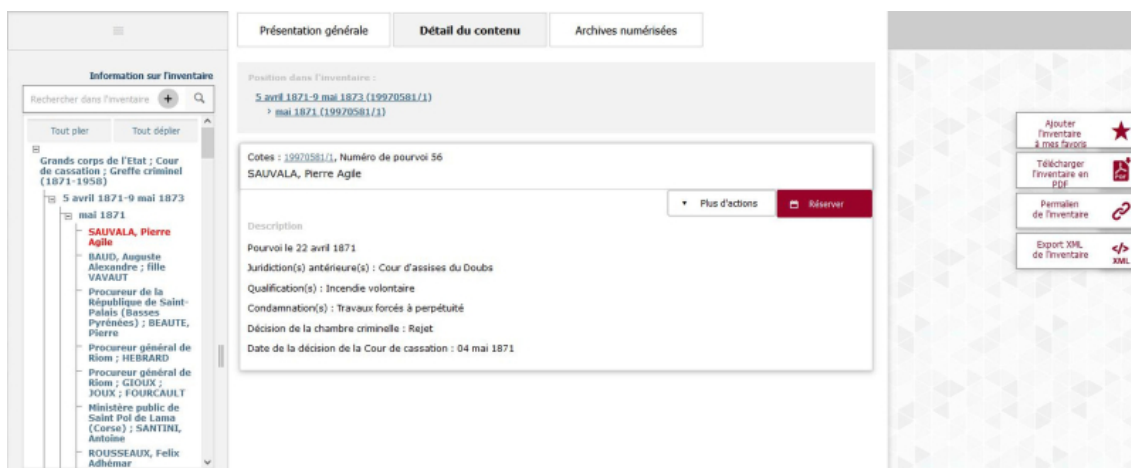 Présentation générale
Détail du contenu
Archives numérisées
Information sur l'inventaire
Rechercher dans l'inventaire
Tout plier
Tout déplier
Grands corps
de l'Etat ; Cour
de cassation ;
Greffe criminel
(1871-1958)
5 avril 1871-9 mai 1873
mai 1871
SAUVALA, Pierre
Agile
BAUD, Auguste
Alexandre ; fille
VAVAUT
Procureur de la
République de Saint-
Palais (Basses
Pyrénées) ; BEAUTE,
Pierre
Procureur général de
Riom ; HEBRARD
Procureur général de
Riom ; GIOUX ;
JOUX ; FOURCAULT
Ministère public de
Saint Pol de Lama
(Corse) ; SANTINI,
Antoine
ROUSSEAUX, Felix
Adhémar
Position dans l'inventaire :
5 avril 1871-9 mai 1873 (19970581/1)
> mai 1871 (19970581/1)
Cotes : 19970581/1, Numéro de pourvoi 56
SAUVALA, Pierre Agile
Plus d'actions
Réserver
Description
Pourvoi le 22 avril 1871
Juridiction(s) antérieure(s) : Cour d'assises du Doubs
Qualification(s) : Incendie volontaire
Condamnation(s) : Travaux forcés à perpétuité
Décision de la chambre criminelle : Rejet
Date de la décision de la Cour de cassation : 04 mai 1871
Ajouter
l'inventaire
à mes favoris
Télécharger
l'inventaire en
PDF
PDF
Permalien
de l'inventaire
Export XML
de l'inventaire
</>
XML